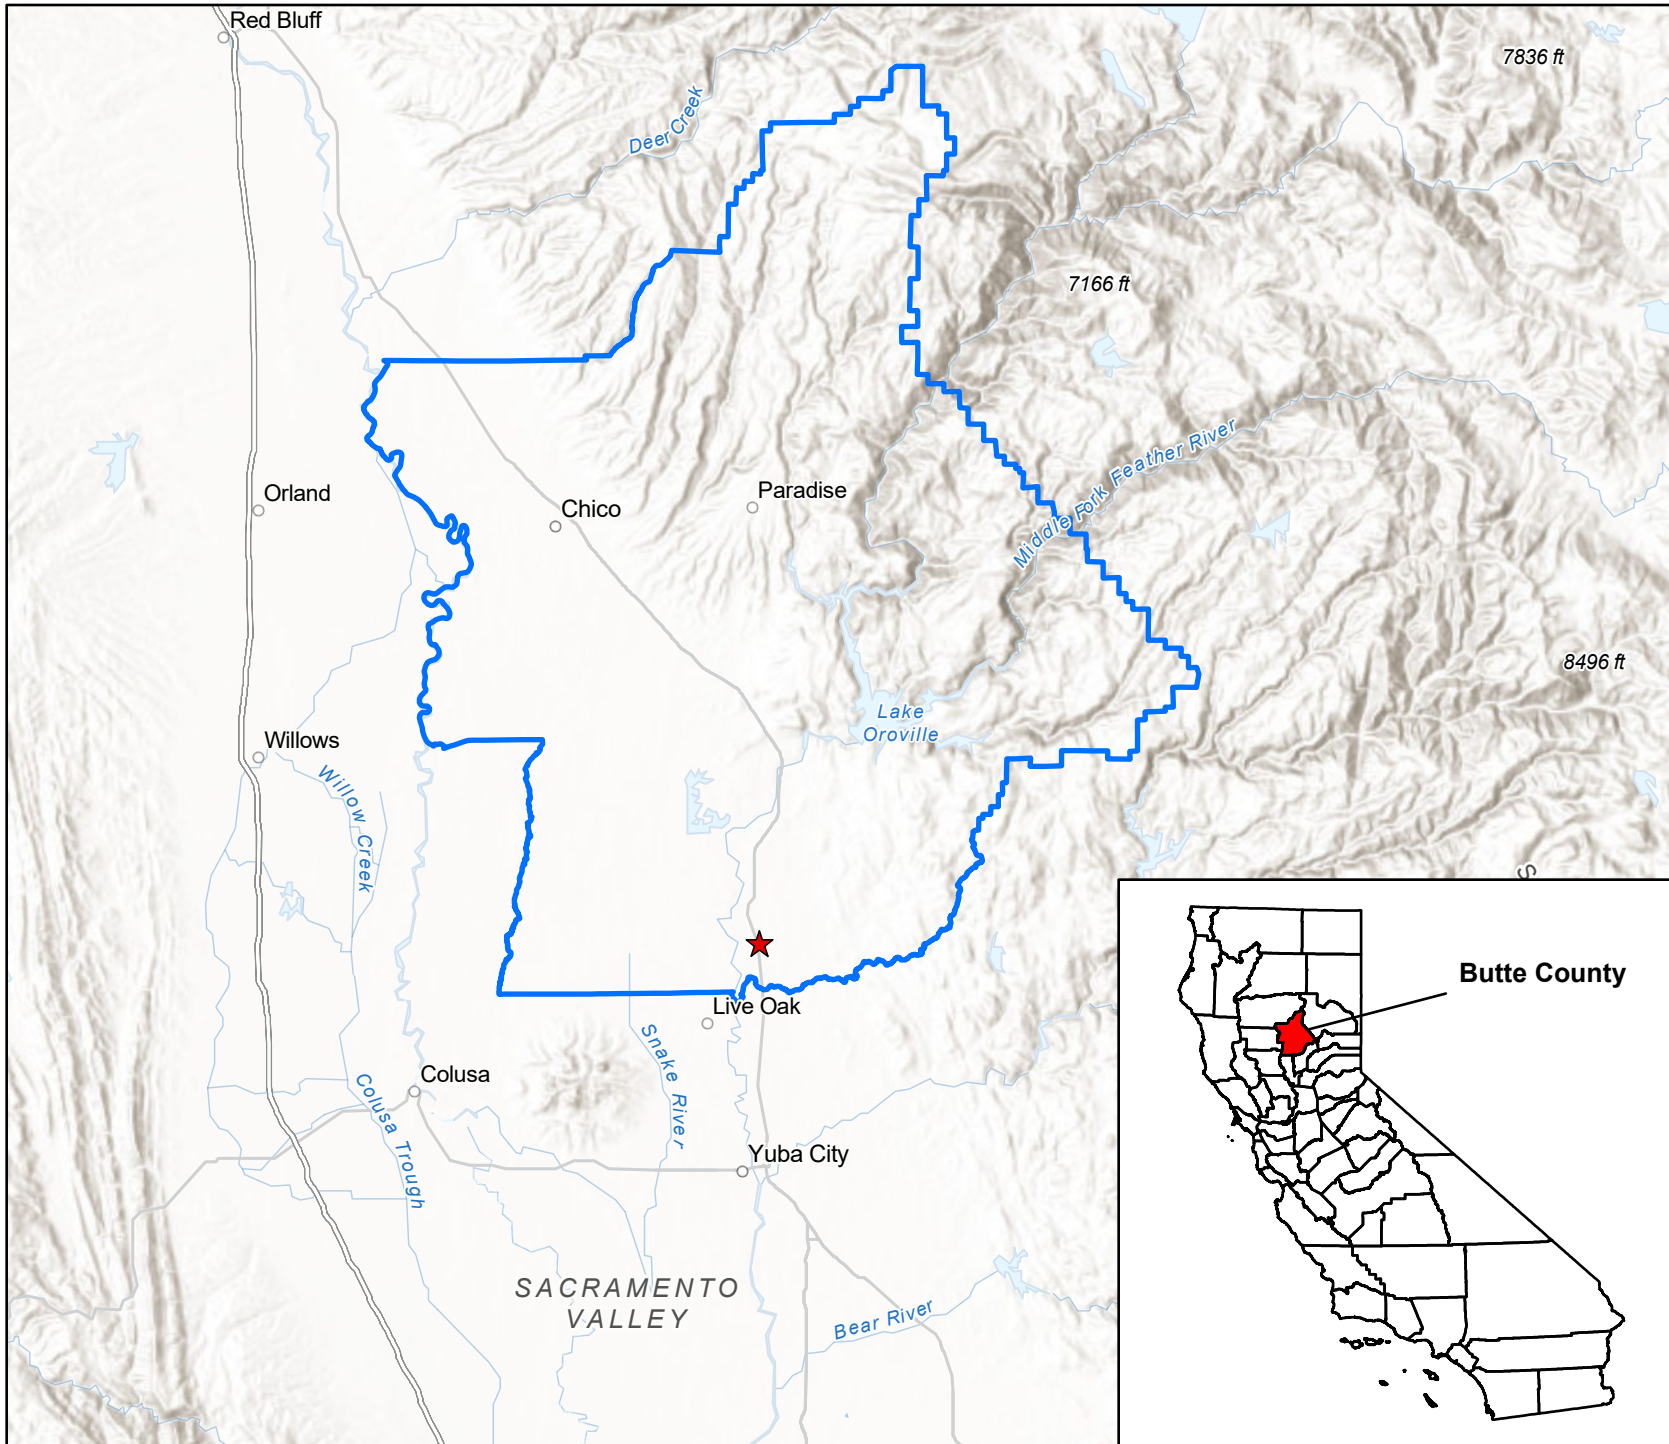 Red Bluff
7836 ft
Deer Creek
7166 ft
Middle Fork Feather River
Orland
Chico
Paradise
8496 ft
Lake
Oroville
Willows
Willow Creek
S
Butte County
Live Oak
Snake River
Colusa
Colusa Trough
Yuba City
SACRAMENTO
VALLEY
Bear River